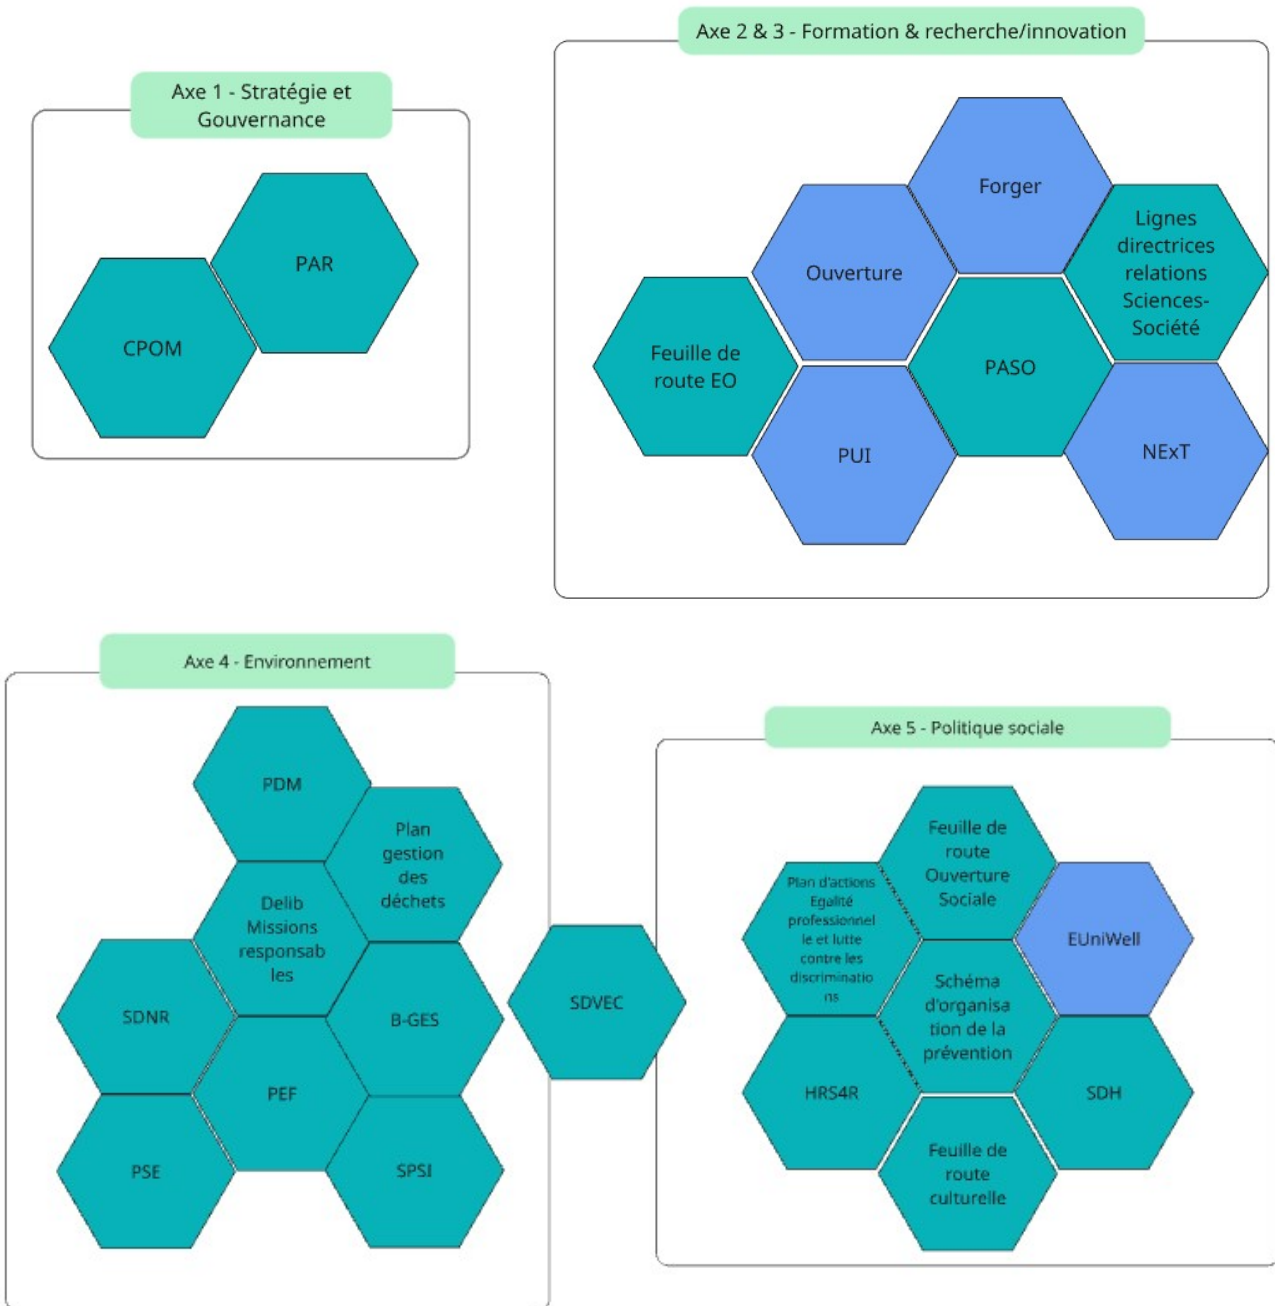 Axe 1 - Stratégie et
Gouvernance
PAR
CPOM
Axe 2 & 3 - Formation & recherche/innovation
Forger
Ouverture
Lignes
directrices
relations
Sciences-
Société
Feuille de
route EO
PASO
PUI
NExT
Axe 4 - Environnement
PDM
Plan
gestion
des
déchets
Delib
Missions
responsab
les
SDNR
B-GES
PEF
PSE
SPSI
SDVEC
Axe 5 - Politique sociale
Feuille de
route
Ouverture
Sociale
Plan d'actions
Egalité
professionnel
le et lutte
contre les
discriminatio
ns
EUniWell
Schéma
d'organisa
tion de la
prévention
HRS4R
SDH
Feuille de
route
culturelle